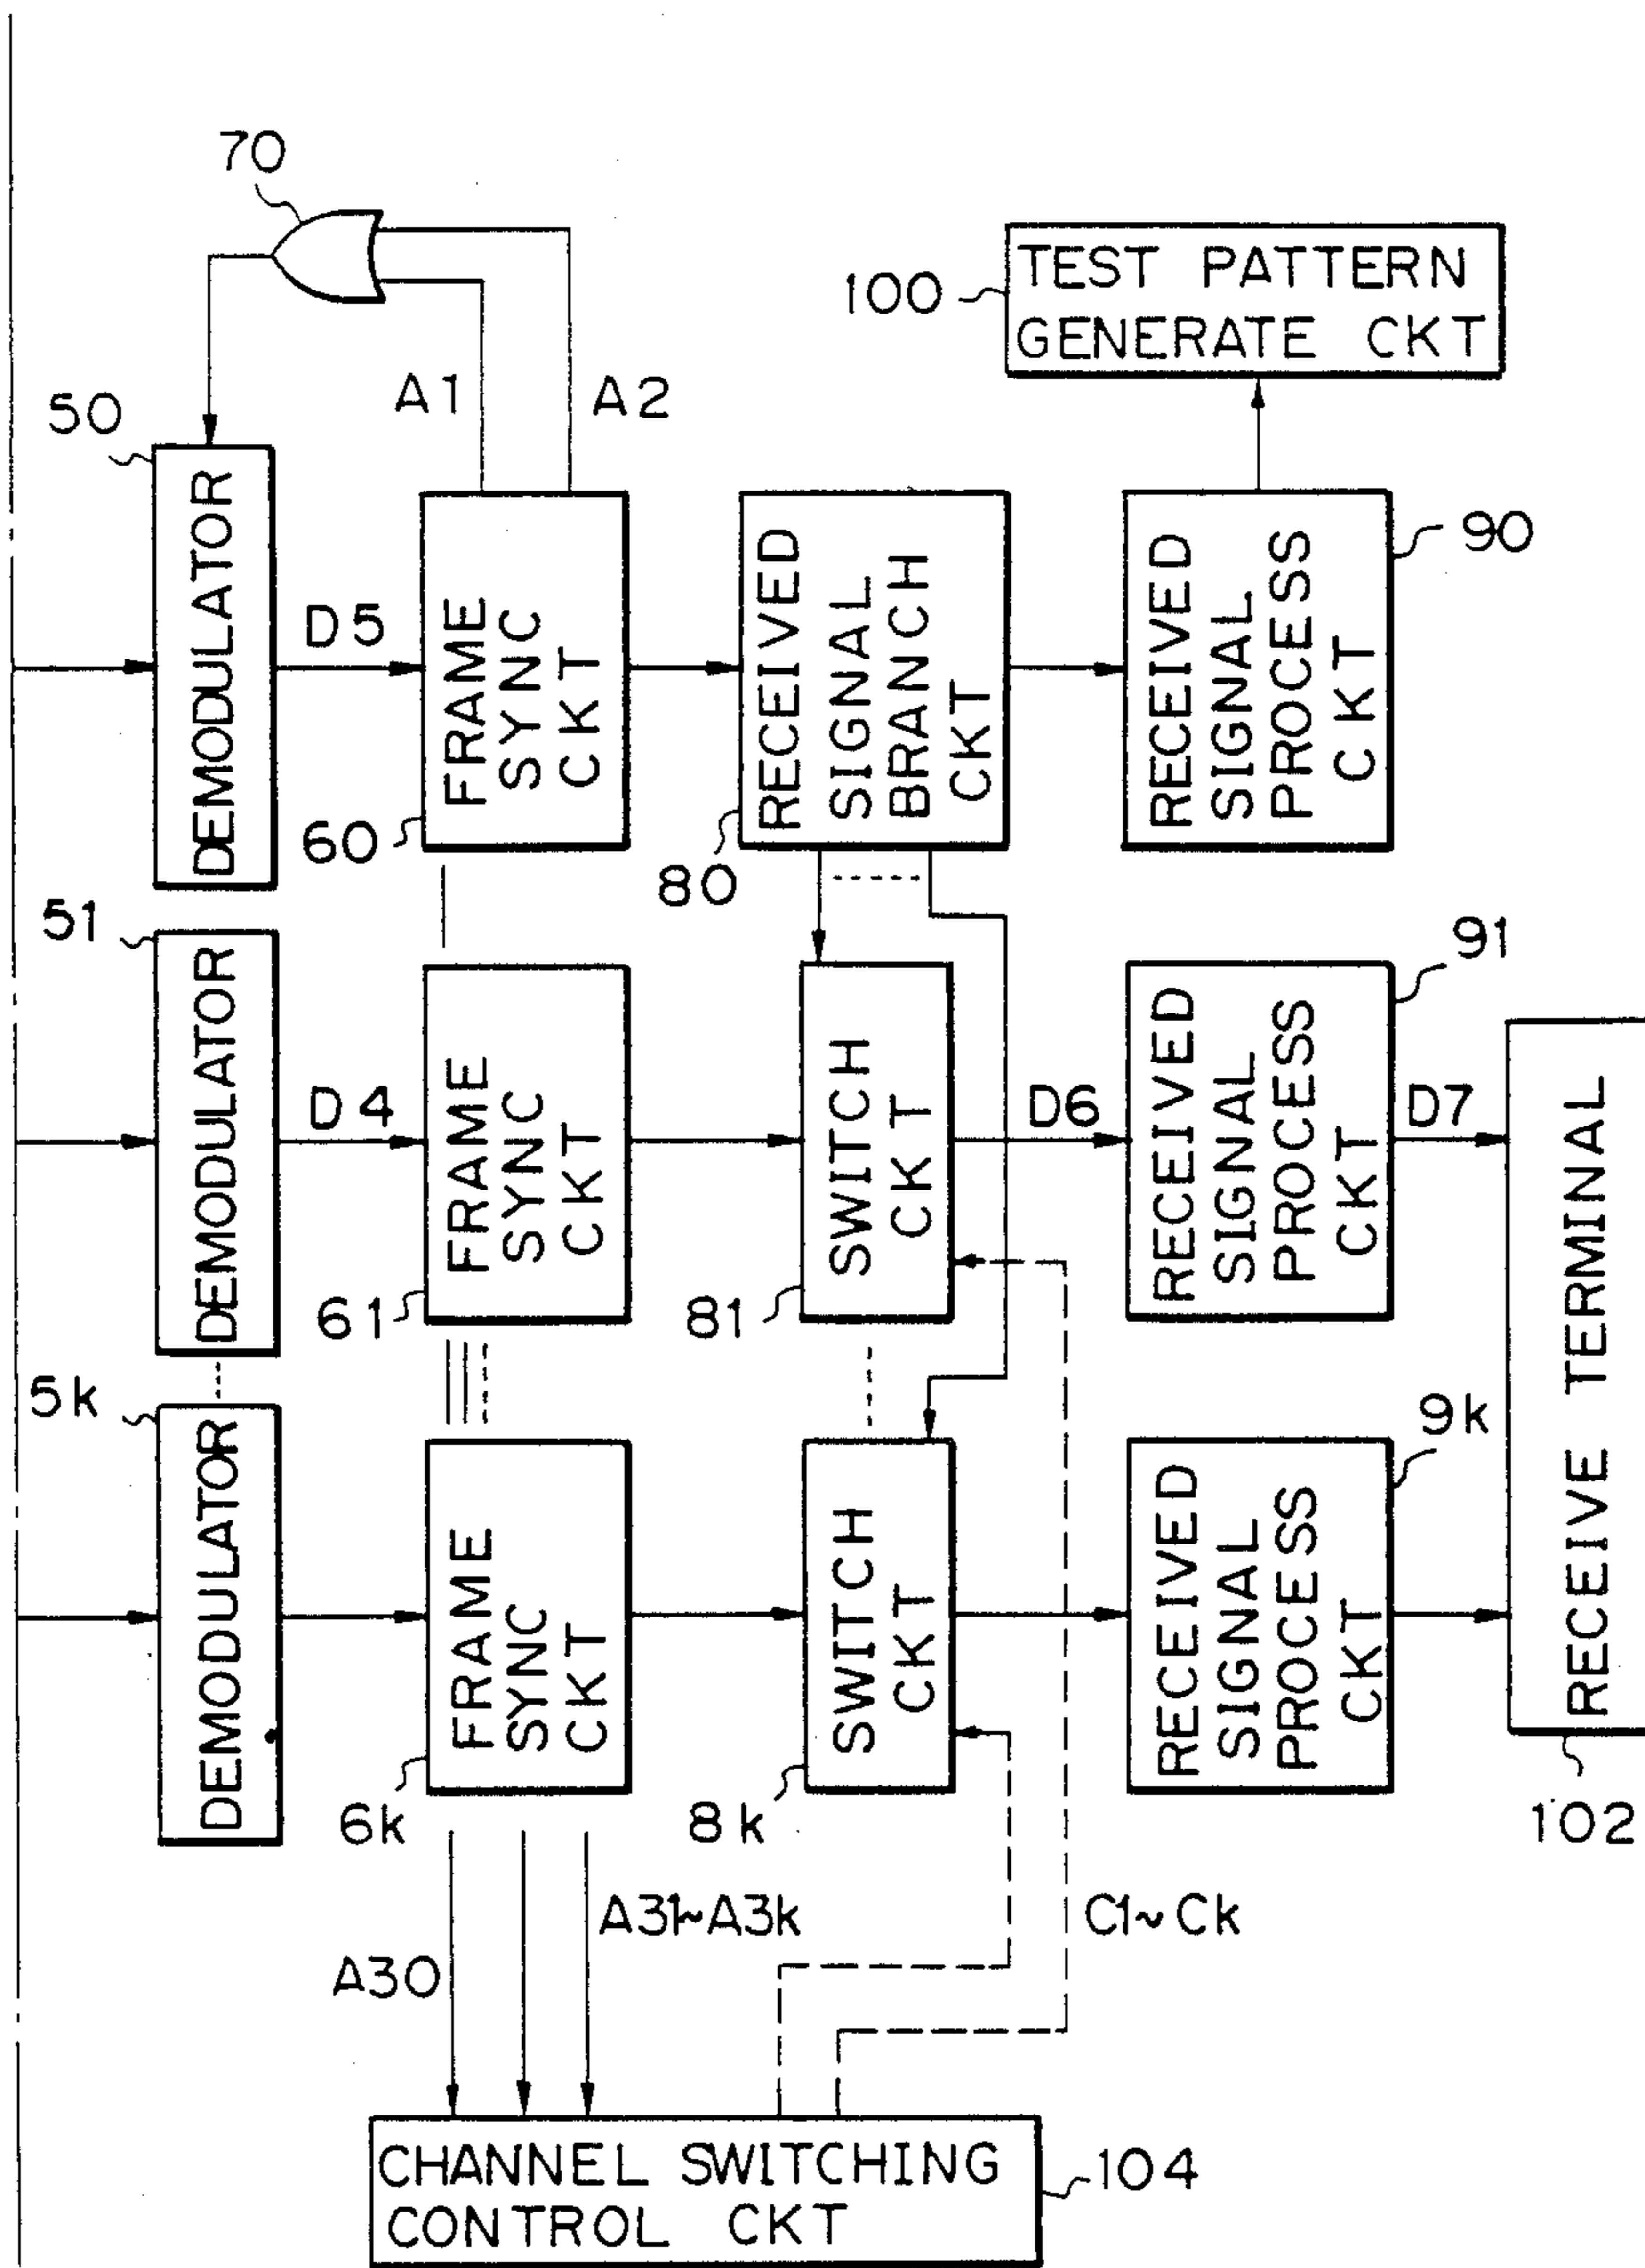 70
100
TEST PATTERN
GENERATE CKT
A1
A2
50
DEMODULATOR
D5
FRAME
SYNC
CKT
60
RECEIVED
SIGNAL
BRANCH
CKT
80
RECEIVED
SIGNAL
PROCESS
CKT
90
51
DEMODULATOR
D4
FRAME
SYNC
CKT
61
SWITCH
CKT
81
D6
RECEIVED
SIGNAL
PROCESS
CKT
91
D7
RECEIVE TERMINAL
102
5k
DEMODULATOR
FRAME
SYNC
CKT
6k
SWITCH
CKT
8k
RECEIVED
SIGNAL
PROCESS
CKT
9k
A30
A31~A3k
C1~Ck
CHANNEL SWITCHING
CONTROL CKT
104